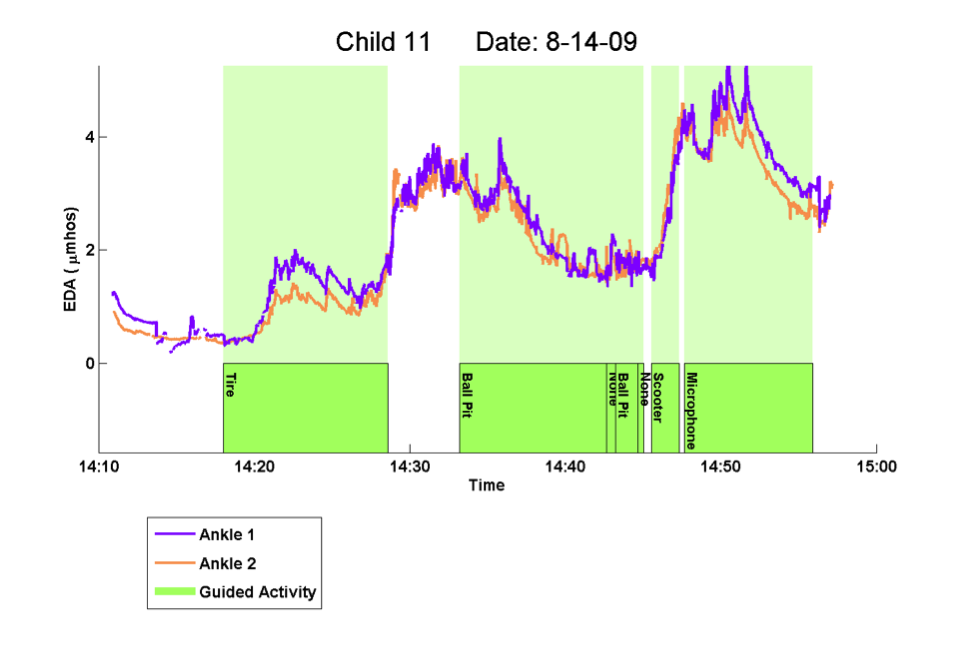 Child 11 Date: 8-14-09
EDA ( μmhos)
4
2
0
Tire
Ball Pit
None
Ball Pit
None
Scooter
Microphone
14:10 14:20 14:30 14:40 14:50 15:00
Time
Ankle 1
Ankle 2
Guided Activity